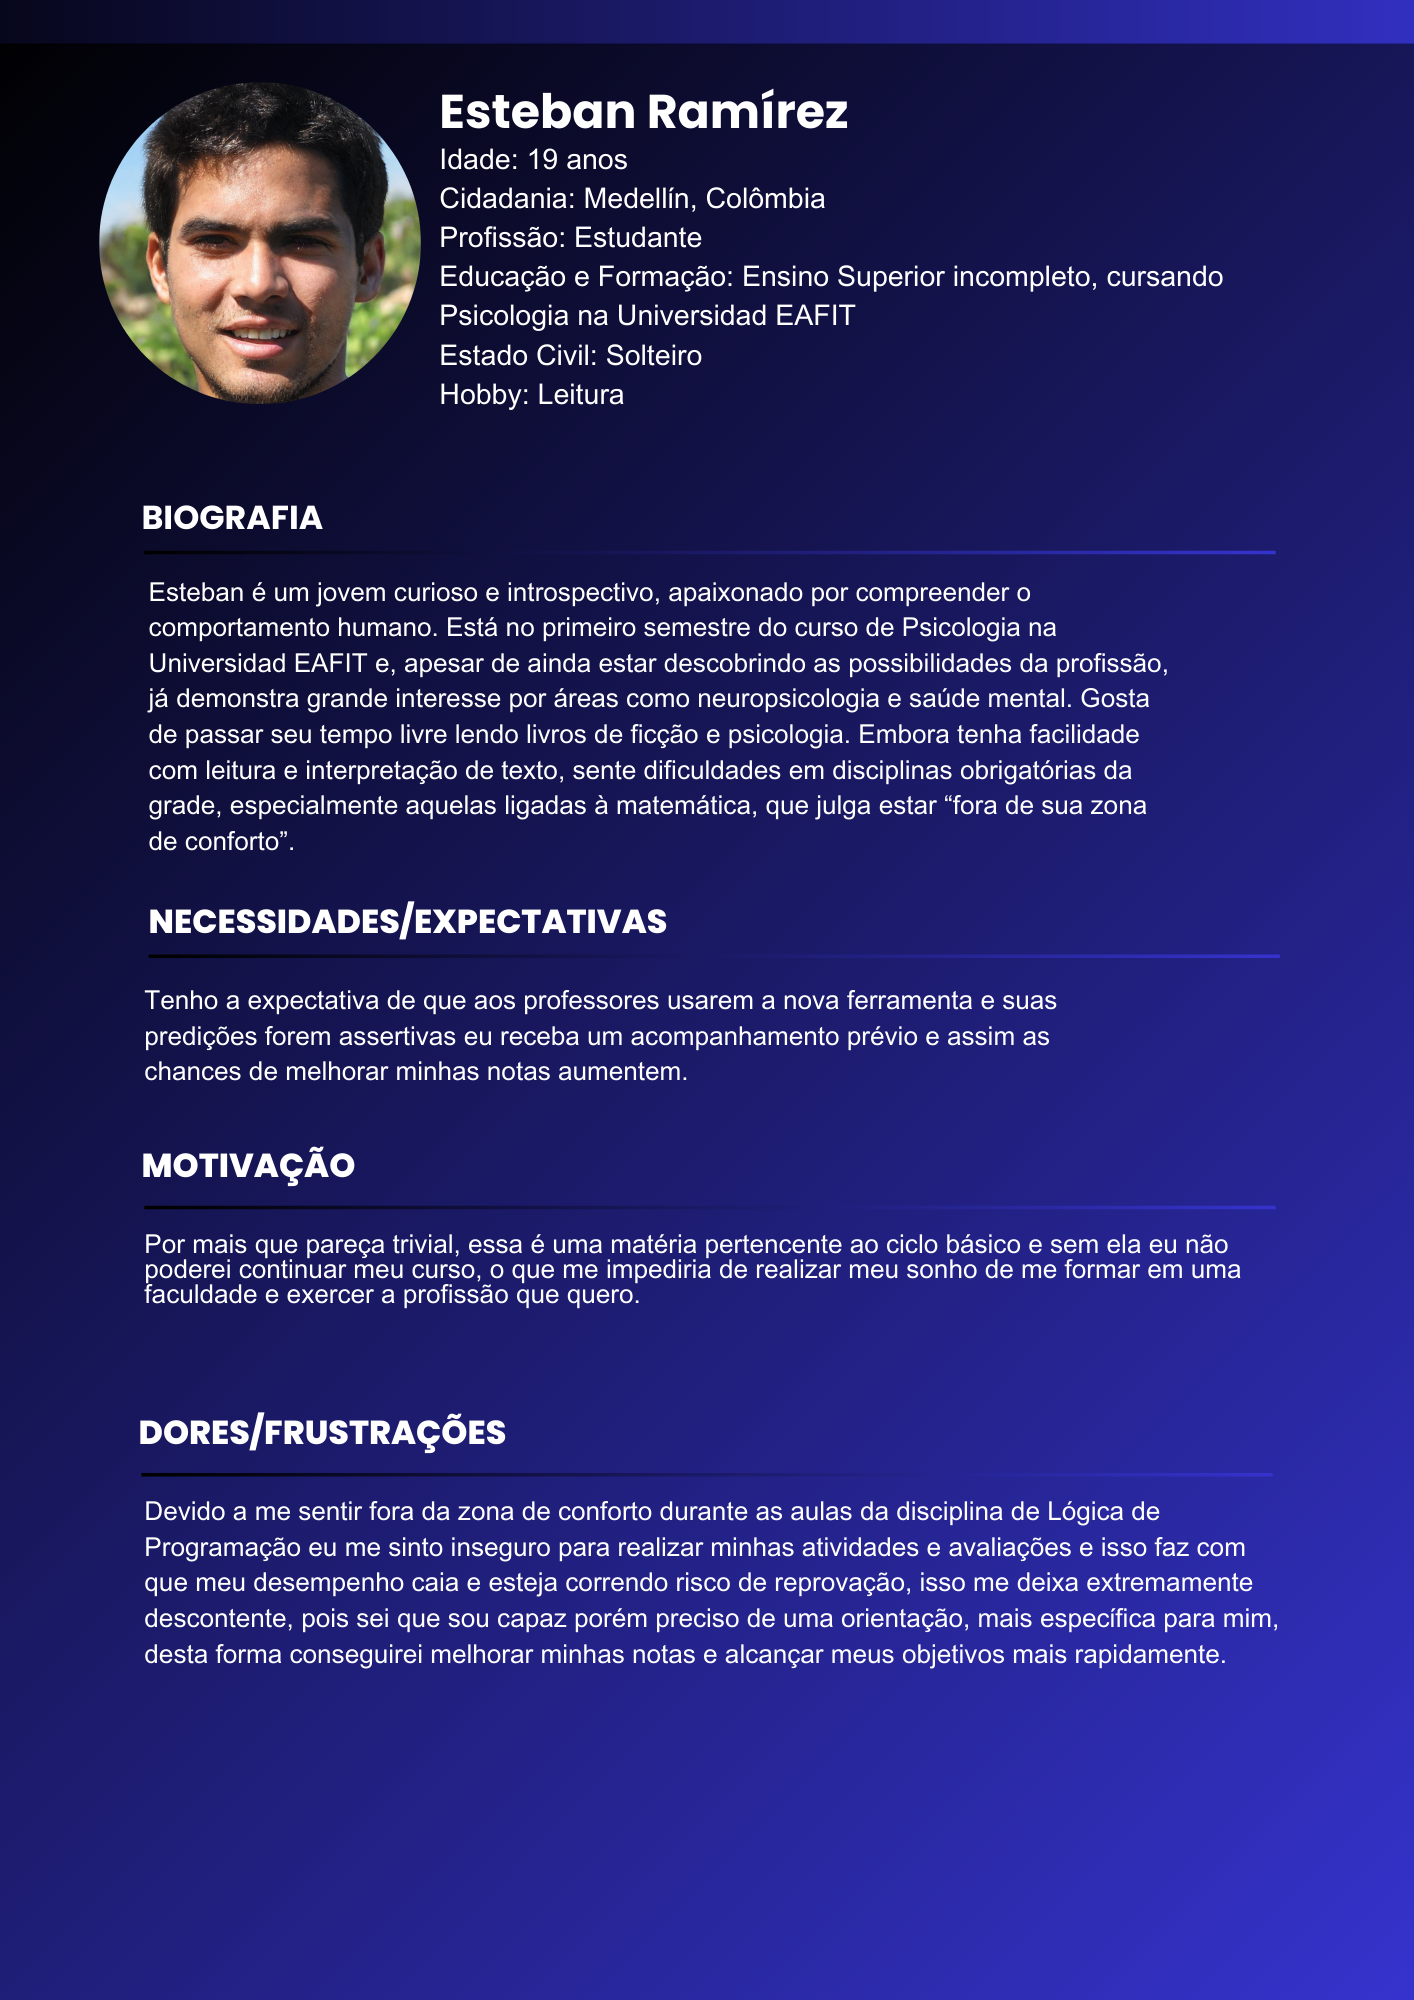 Esteban Ramírez
Idade: 19 anos
Cidadania: Medellín, Colômbia
Profissão: Estudante
Educação e Formação: Ensino Superior incompleto, cursando
Psicologia na Universidad EAFIT
Estado Civil: Solteiro
Hobby: Leitura
BIOGRAFIA
Esteban é um jovem curioso e introspectivo, apaixonado por compreender o
comportamento humano. Está no primeiro semestre do curso de Psicologia na
Universidad EAFIT e, apesar de ainda estar descobrindo as possibilidades da profissão,
já demonstra grande interesse por áreas como neuropsicologia e saúde mental. Gosta
de passar seu tempo livre lendo livros de ficção e psicologia. Embora tenha facilidade
com leitura e interpretação de texto, sente dificuldades em disciplinas obrigatórias da
grade, especialmente aquelas ligadas à matemática, que julga estar “fora de sua zona
de conforto”.
NECESSIDADES/EXPECTATIVAS
Tenho a expectativa de que aos professores usarem a nova ferramenta e suas
predições forem assertivas eu receba um acompanhamento prévio e assim as
chances de melhorar minhas notas aumentem.
MOTIVAÇÃO
Por mais que pareça trivial, essa é uma matéria pertencente ao ciclo básico e sem ela eu não
poderei continuar meu curso, o que me impediria de realizar meu sonho de me formar em uma
faculdade e exercer a profissão que quero.
DORES/FRUSTRAÇÕES
Devido a me sentir fora da zona de conforto durante as aulas da disciplina de Lógica de
Programação eu me sinto inseguro para realizar minhas atividades e avaliações e isso faz com
que meu desempenho caia e esteja correndo risco de reprovação, isso me deixa extremamente
descontente, pois sei que sou capaz porém preciso de uma orientação, mais específica para mim,
desta forma conseguirei melhorar minhas notas e alcançar meus objetivos mais rapidamente.